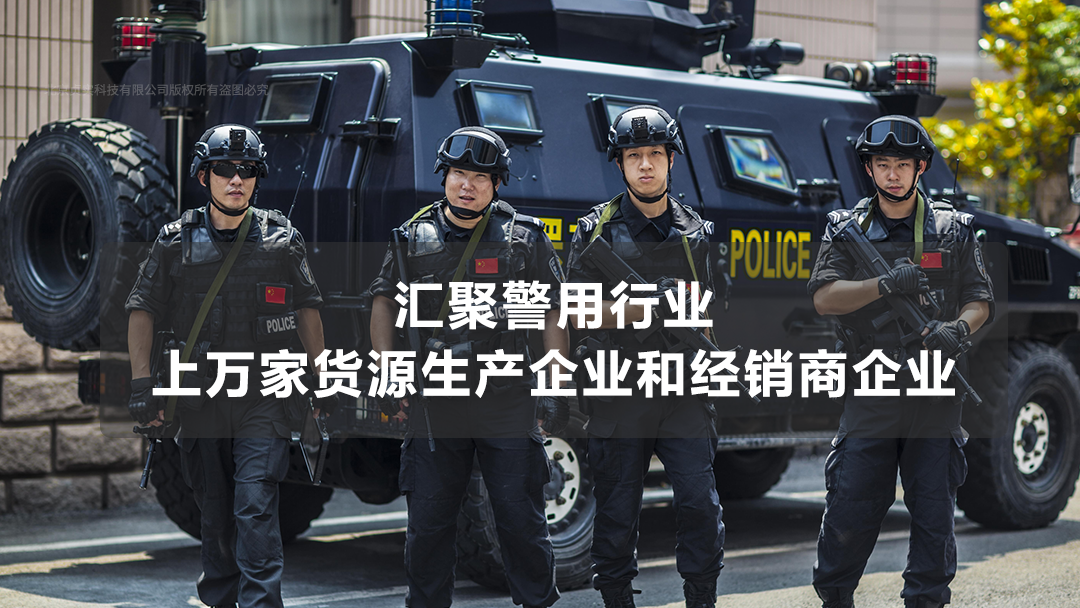 科技有限公司版权所有盗图必究
POLICE
POLICE
汇聚警用行业
上万家货源生产企业和经销商企业